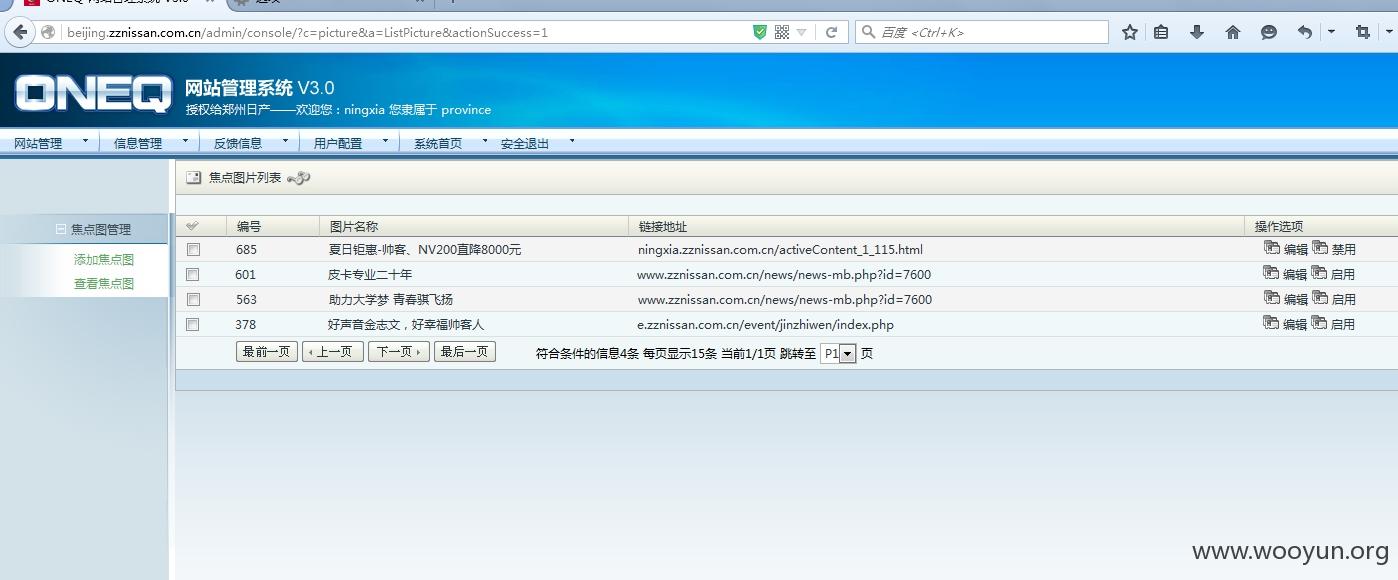 ONEQ 网站管理系统 V3.0
beijing.zznissan.com.cn/admin/console/?c=picture&a=ListPicture&actionSuccess=1
百度 <Ctrl+K>
ONEQ 网站管理系统 V3.0
授权给郑州日产——欢迎您：ningxia 您隶属于 province
网站管理 信息管理 反馈信息 用户配置 系统首页 安全退出
焦点图片列表
焦点图管理
添加焦点图
查看焦点图
编号 图片名称 链接地址 操作选项
685 夏日钜惠-帅客、NV200直降8000元 ningxia.zznissan.com.cn/activeContent_1_115.html 编辑 禁用
601 皮卡专业二十年 www.zznissan.com.cn/news/news-mb.php?id=7600 编辑 启用
563 助力大学梦 青春骐飞扬 www.zznissan.com.cn/news/news-mb.php?id=7600 编辑 启用
378 好声音金志文，好幸福帅客人 e.zznissan.com.cn/event/jinzhiwen/index.php 编辑 启用
最前一页 上一页 下一页 最后一页 符合条件的信息4条 每页显示15条 当前1/1页 跳转至 P1 页
www.wooyun.org